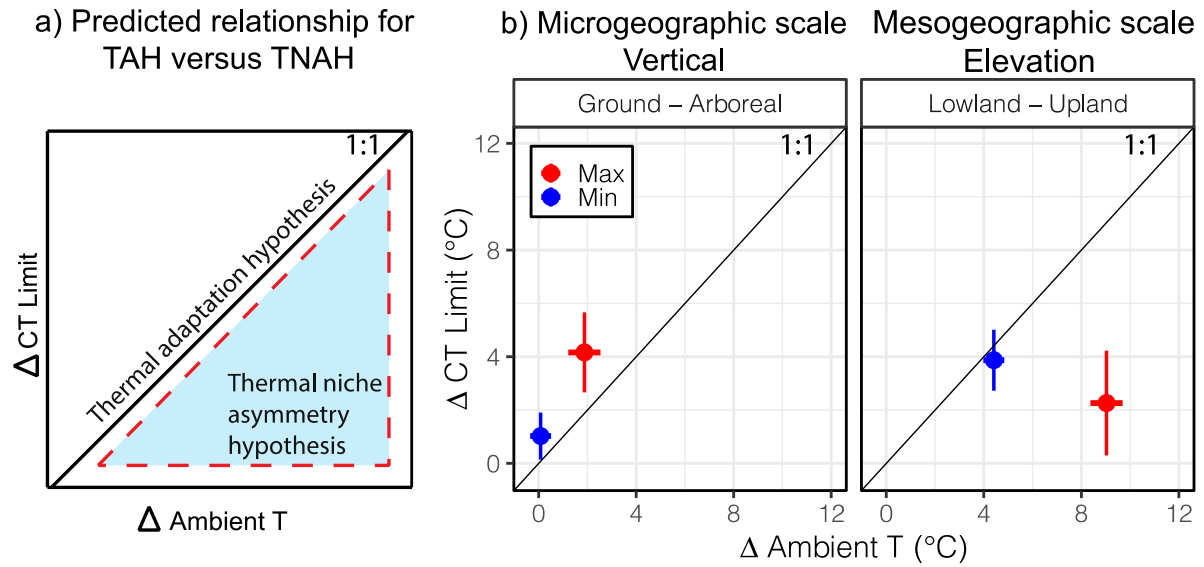 a) Predicted relationship for
TAH versus TNAH
1:1
Thermal adaptation hypothesis
Thermal niche
asymmetry
hypothesis
Δ CT Limit
Δ Ambient T
b) Microgeographic scale
Vertical
Mesogeographic scale
Elevation
Ground – Arboreal
Lowland – Upland
1:1
1:1
Max
Min
12
8
4
0
Δ CT Limit (°C)
0 4 8 12
0 4 8 12
Δ Ambient T (°C)